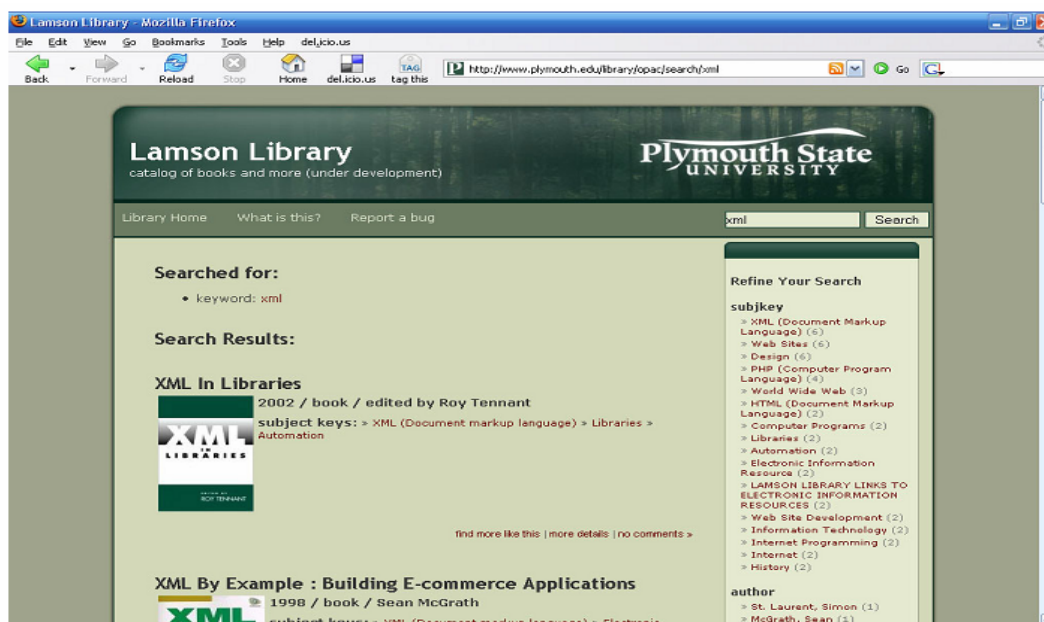 Lamson Library - Mozilla Firefox
File Edit View Go Bookmarks Tools Help del.icio.us
Back Forward Reload Stop Home del.icio.us tag this http://www.plymouth.edu/library/opac/search/xml Go G
TAG
Lamson Library
catalog of books and more (under development)
Plymouth State
UNIVERSITY
Library Home What is this? Report a bug
xml Search
Searched for:
• keyword: xml
Search Results:
XML In Libraries
2002 / book / edited by Roy Tennant
subject keys: » XML (Document markup language) » Libraries »
Automation
XML
IN
LIBRARIES
ROY TENNANT
find more like this | more details | no comments »
XML By Example : Building E-commerce Applications
1998 / book / Sean McGrath
subject keys: » XML (Document markup language) » Electronic
XML
Refine Your Search
subjkey
» XML (Document Markup
Language) (6)
» Web Sites (6)
» Design (6)
» PHP (Computer Program
Language) (4)
» World Wide Web (3)
» HTML (Document Markup
Language) (2)
» Computer Programs (2)
» Libraries (2)
» Automation (2)
» Electronic Information
Resource (2)
» LAMSON LIBRARY LINKS TO
ELECTRONIC INFORMATION
RESOURCES (2)
» Web Site Development (2)
» Information Technology (2)
» Internet Programming (2)
» Internet (2)
» History (2)
author
» St. Laurent, Simon (1)
» McGrath, Sean (1)